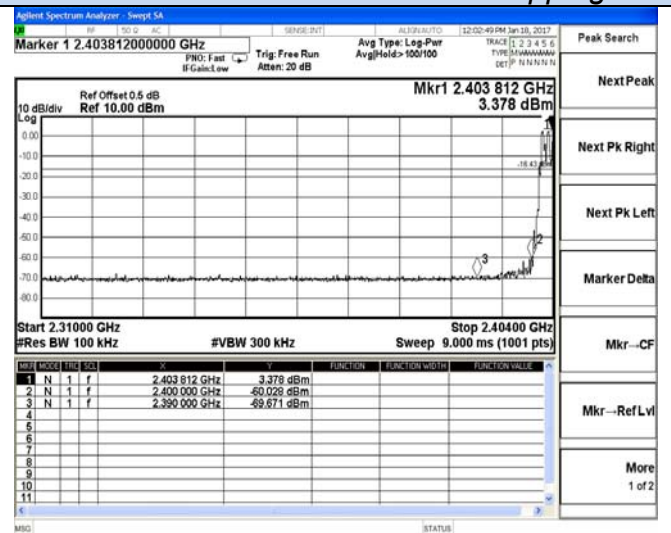 Agilent Spectrum Analyzer - Swept SA
RF 50 Ω AC SENSE:INT ALIGN AUTO 12:02:49 PM Jan 18, 2017
Marker 1 2.403812000000 GHz
PNO: Fast
IFGain:Low
Trig: Free Run
Atten: 20 dB
Avg Type: Log-Pwr
Avg|Hold:>100/100
TRACE 1 2 3 4 5 6
TYPE
DET P N N N N N
Peak Search
Ref Offset 0.5 dB
10 dB/div Ref 10.00 dBm
Mkr1 2.403 812 GHz
3.378 dBm
Log
0.00
-10.0
-20.0
-30.0
-40.0
-50.0
-60.0
-70.0
-80.0
1
2
3
Start 2.31000 GHz Stop 2.40400 GHz
#Res BW 100 kHz #VBW 300 kHz Sweep 9.000 ms (1001 pts)
MKR MODE TRC SCL X Y FUNCTION FUNCTION WIDTH FUNCTION VALUE
1 N 1 f 2.403 812 GHz 3.378 dBm
2 N 1 f 2.400 000 GHz -60.028 dBm
3 N 1 f 2.390 000 GHz -69.671 dBm
4
5
6
7
8
9
10
11
MSG STATUS
Next Peak
Next Pk Right
Next Pk Left
Marker Delta
Mkr→CF
Mkr→Ref Lvl
More
1 of 2